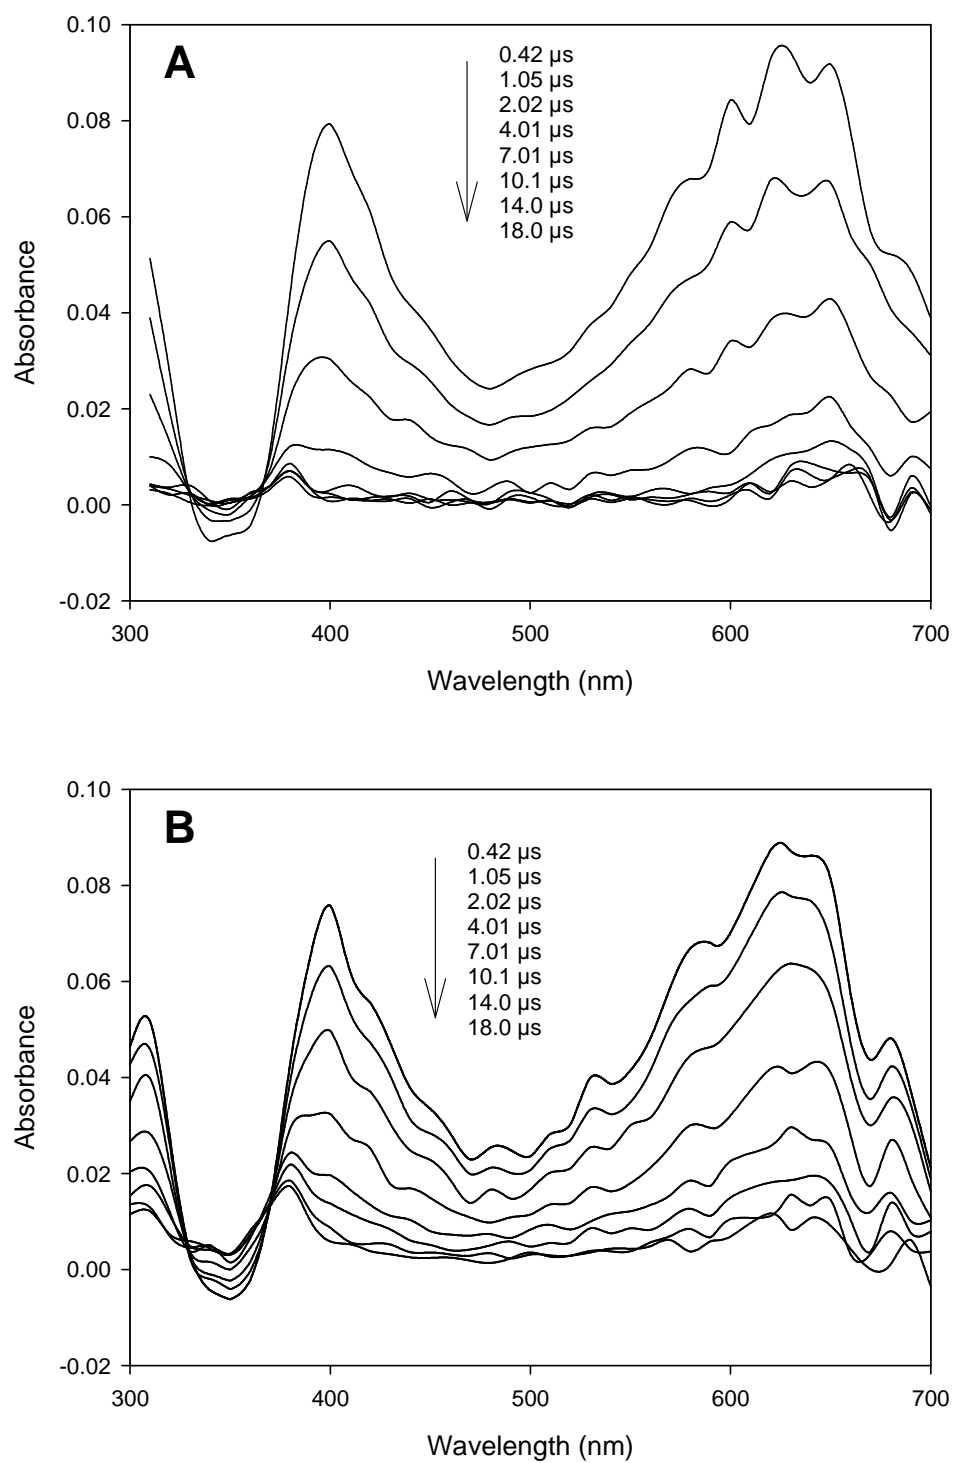 0.10
A
0.42 µs
1.05 µs
0.08
2.02 µs
4.01 µs
7.01 µs
10.1 µs
14.0 µs
0.06
18.0 µs
Absorbance
0.04
0.02
0.00
-0.02
300 400 500 600 700
Wavelength (nm)
0.10
B
0.42 µs
1.05 µs
0.08
2.02 µs
4.01 µs
7.01 µs
10.1 µs
0.06
14.0 µs
18.0 µs
Absorbance
0.04
0.02
0.00
-0.02
300 400 500 600 700
Wavelength (nm)